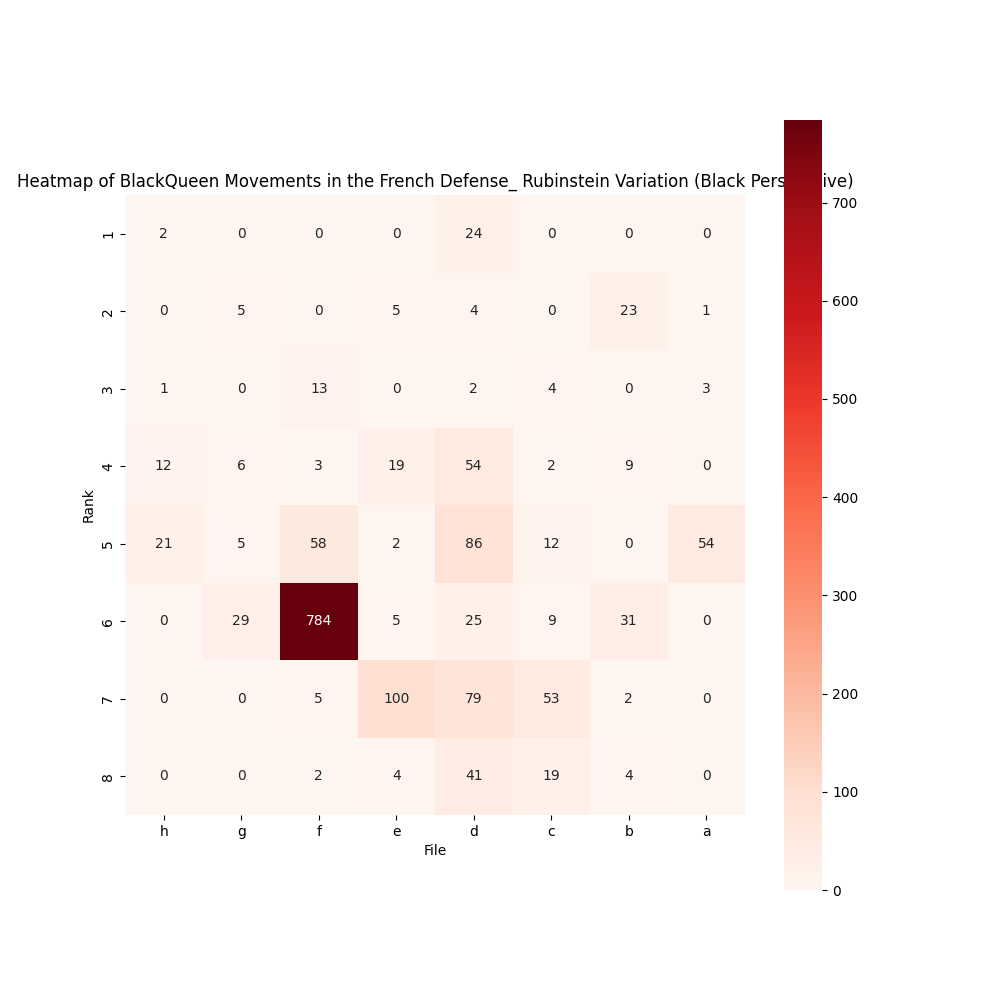 Heatmap of BlackQueen Movements in the French Defense_ Rubinstein Variation (Black Pers ive)
700
600
500
400
300
200
100
0
Rank
1 2 0 0 0 24 0 0 0
2 0 5 0 5 4 0 23 1
3 1 0 13 0 2 4 0 3
4 12 6 3 19 54 2 9 0
5 21 5 58 2 86 12 0 54
6 0 29 784 5 25 9 31 0
7 0 0 5 100 79 53 2 0
8 0 0 2 4 41 19 4 0
h g f e d c b a
File